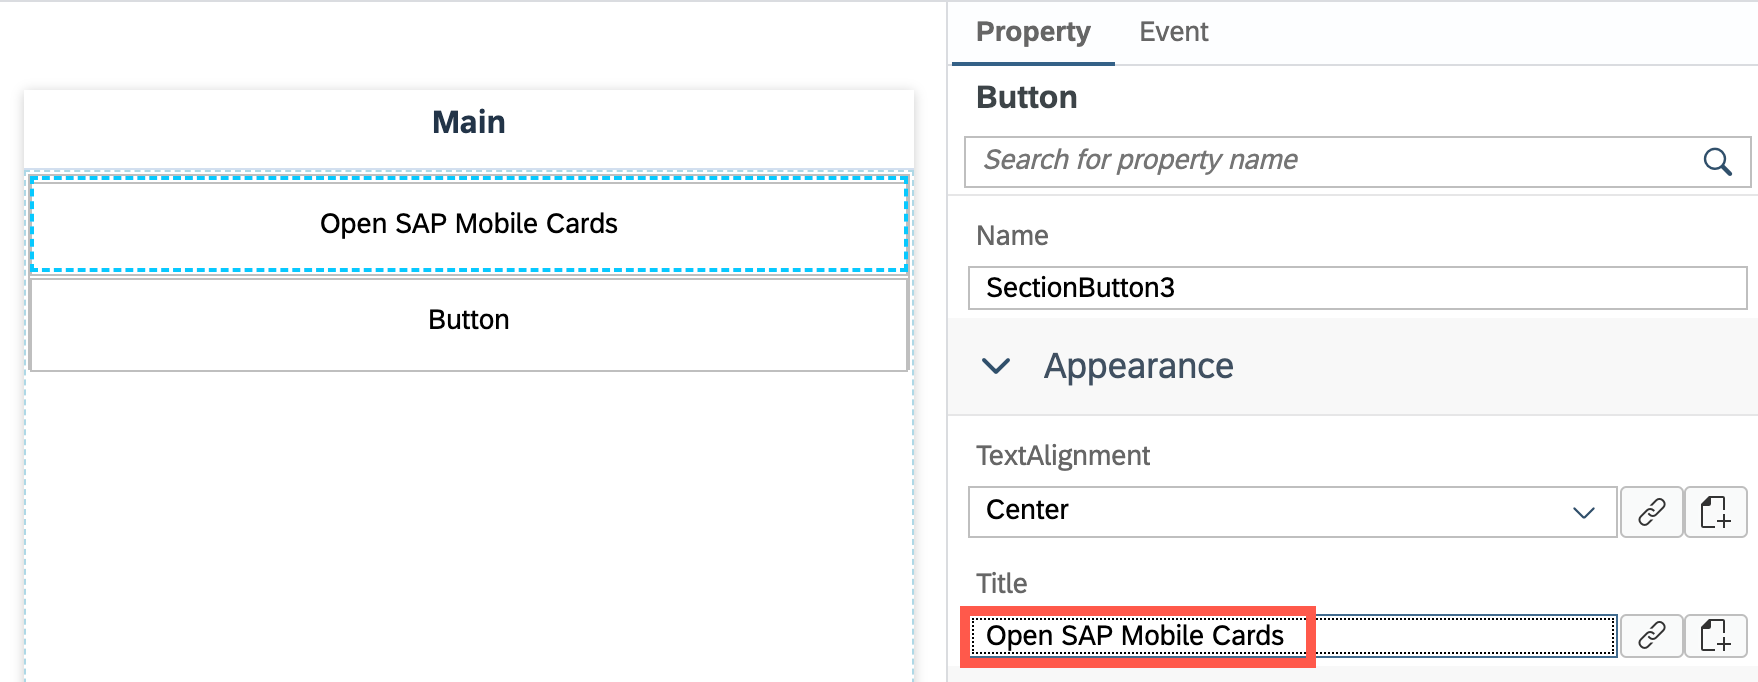 Main
Open SAP Mobile Cards
Button
Property Event
Button
Search for property name
Name
SectionButton3
Appearance
TextAlignment
Center
Title
Open SAP Mobile Cards